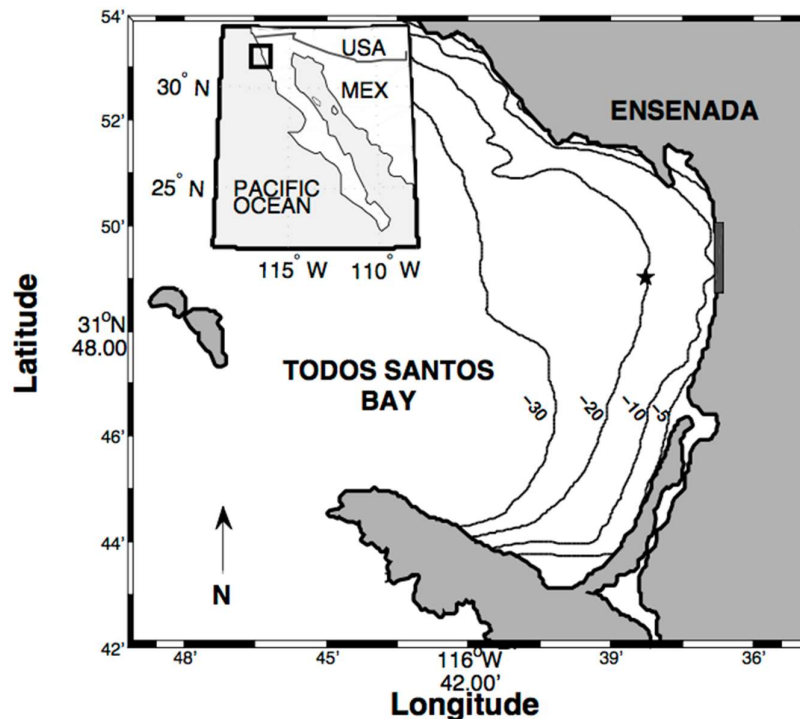 54'
52'
50'
31°N
48.00
46'
44'
42'
Latitude
30° N
25° N
USA
MEX
PACIFIC
OCEAN
115° W
110° W
ENSENADA
TODOS SANTOS
BAY
-30
-20
-10
-5
N
48'
45'
116°W
42.00'
39'
36'
Longitude